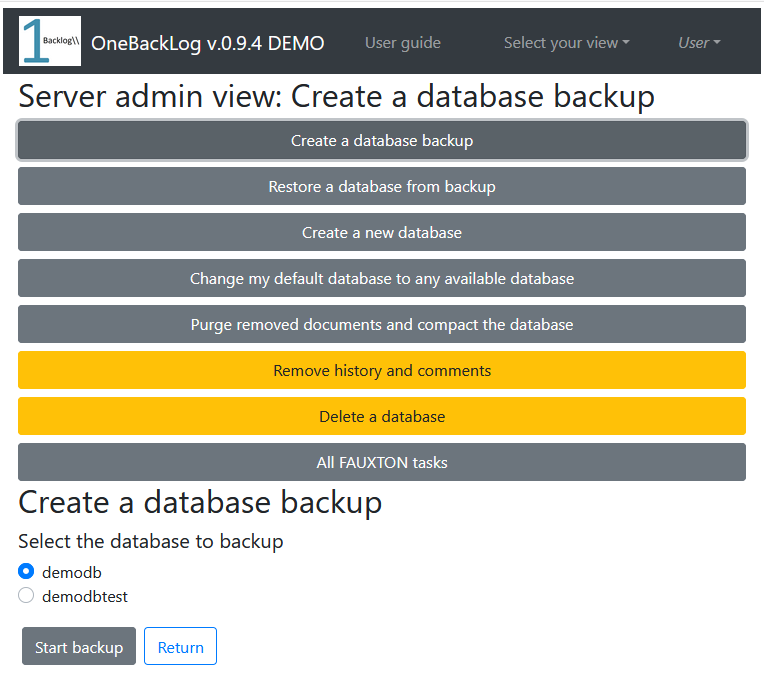 1 Backlog\\ OneBackLog v.0.9.4 DEMO User guide Select your view User
Server admin view: Create a database backup
Create a database backup
Restore a database from backup
Create a new database
Change my default database to any available database
Purge removed documents and compact the database
Remove history and comments
Delete a database
All FAUXTON tasks
Create a database backup
Select the database to backup
demodb
demodbtest
Start backup Return